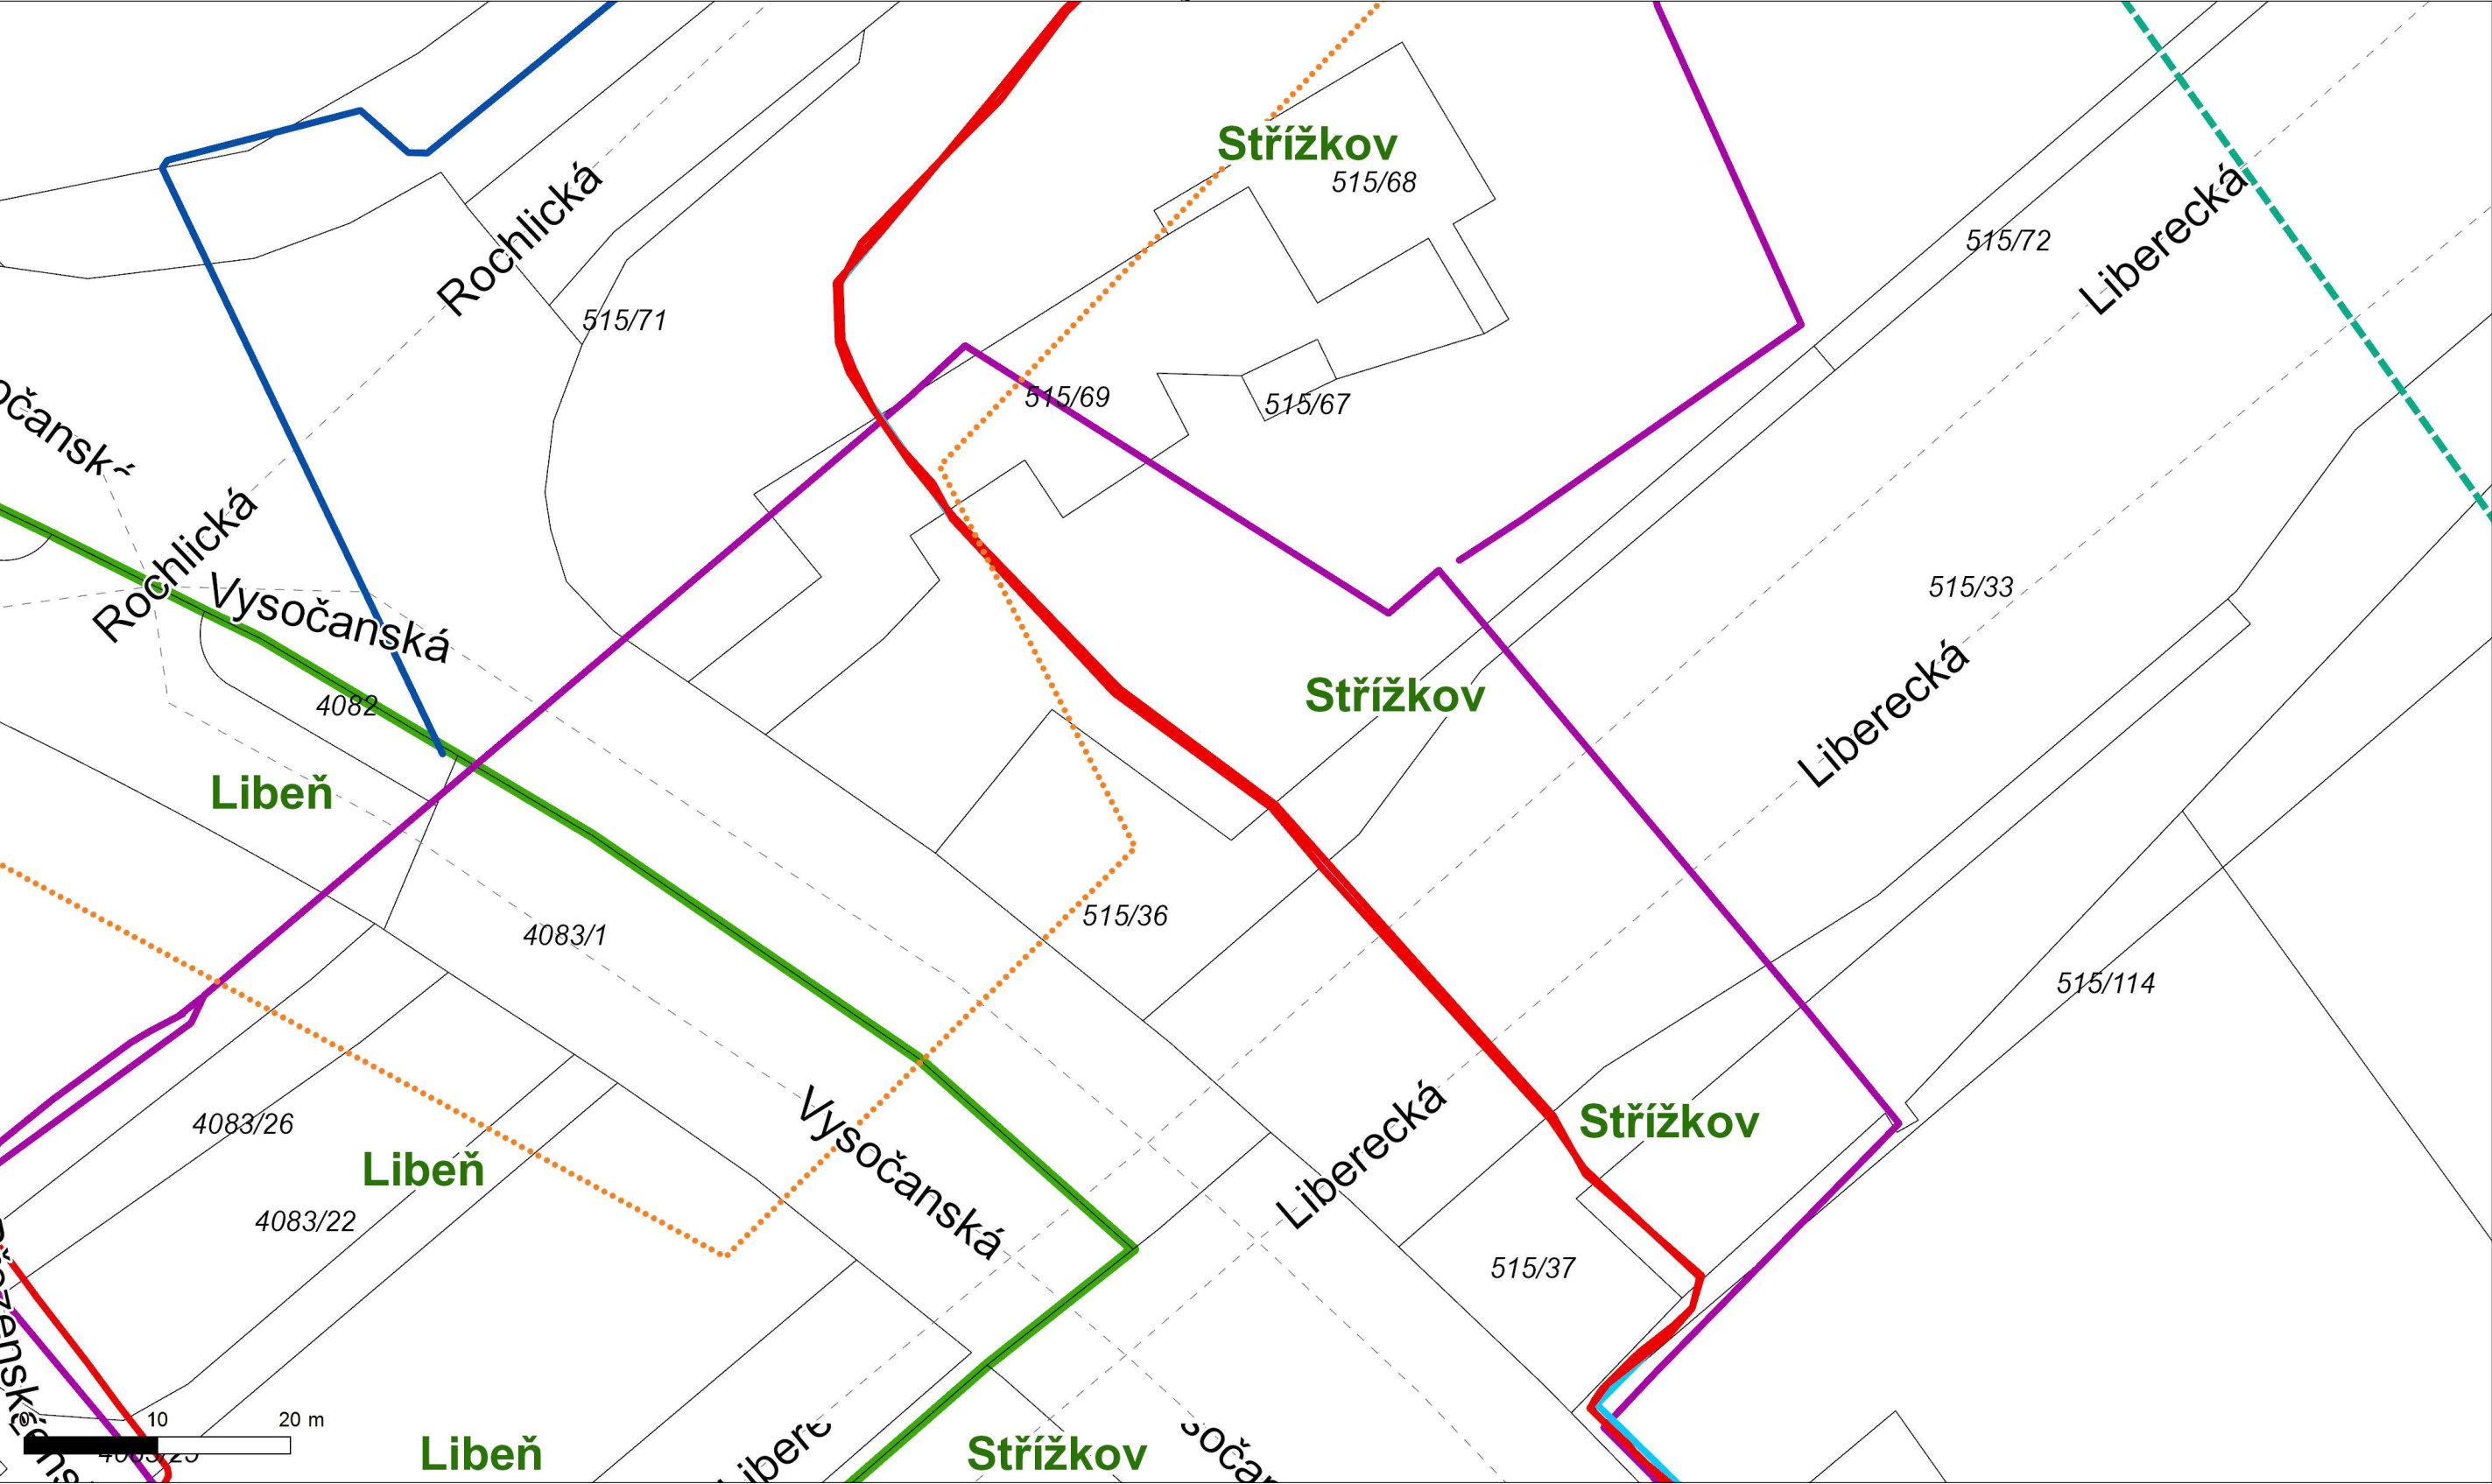 Střížkov
515/68
Rochlická
515/72
Liberecká
515/71
515/69
515/67
očanská
Rochlická
515/33
Vysočanská
Liberecká
Střížkov
4082
Libeň
515/36
4083/1
515/114
Vysočanská
Liberecká
Střížkov
4083/26
Libeň
4083/22
515/37
0 10 20 m
Libeň
Střížkov